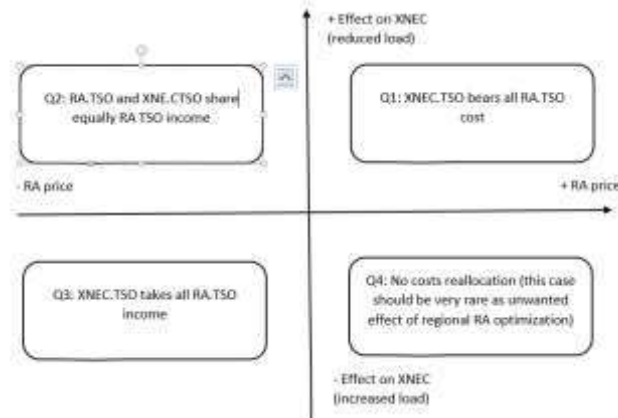 + Effect on XNEC
(reduced load)
Q2: RA.TSO and XNE.CTSO share
equally RA TSO income
Q1: XNEC.TSO bears all RA.TSO
cost
- RA price
+ RA price
Q3: XNEC.TSO takes all RA.TSO
income
Q4: No costs reallocation (this case
should be very rare as unwanted
effect of regional RA optimization)
- Effect on XNEC
(increased load)